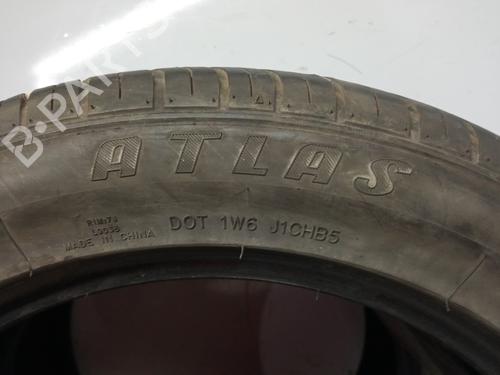 B-PARTS
ATLAS
DOT 1W6 J1CHB5
MADE IN CHINA